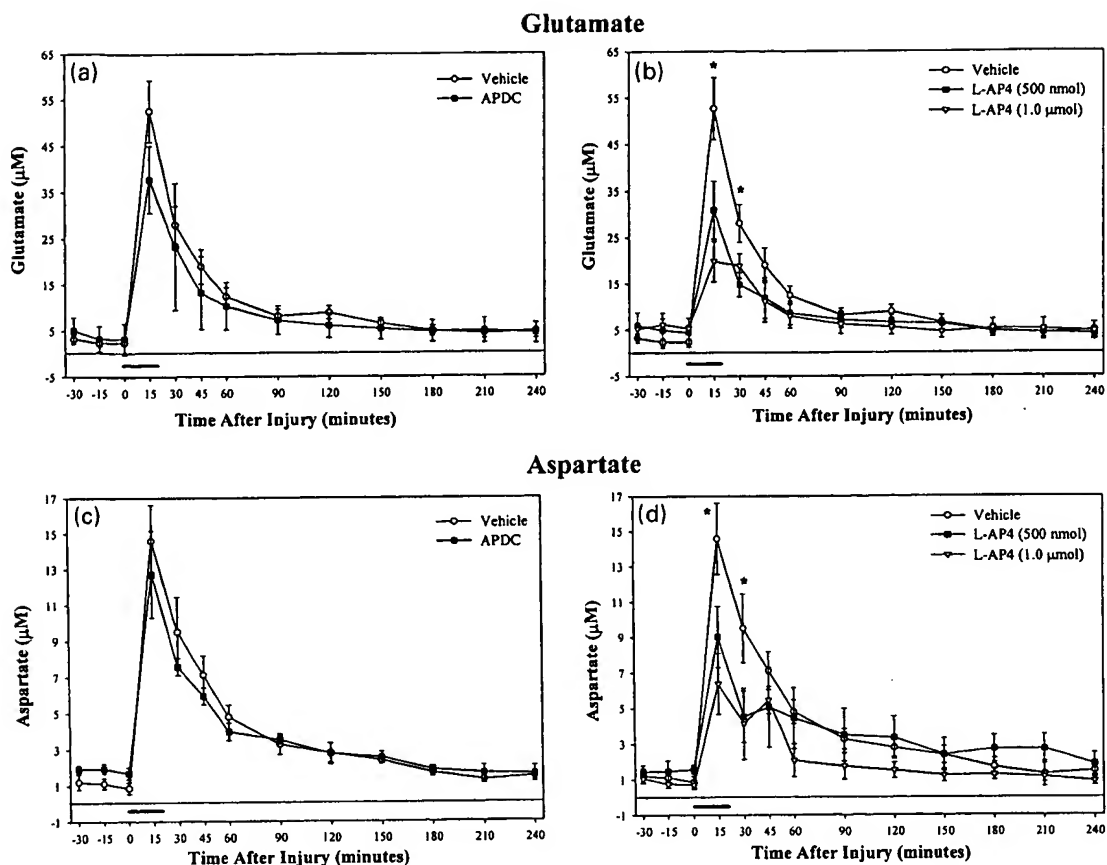 Glutamate
(a)
Vehicle
APDC
65
55
45
35
25
15
5
-5
Glutamate (µM)
-30 -15 0 15 30 45 60 90 120 150 180 210 240
Time After Injury (minutes)
(b)
*
*
Vehicle
L-AP4 (500 nmol)
L-AP4 (1.0 µmol)
65
55
45
35
25
15
5
-5
Glutamate (µM)
-30 -15 0 15 30 45 60 90 120 150 180 210 240
Time After Injury (minutes)
Aspartate
(c)
Vehicle
APDC
17
15
13
11
9
7
5
3
1
-1
Aspartate (µM)
-30 -15 0 15 30 45 60 90 120 150 180 210 240
Time After Injury (minutes)
(d)
*
*
Vehicle
L-AP4 (500 nmol)
L-AP4 (1.0 µmol)
17
15
13
11
9
7
5
3
1
-1
Aspartate (µM)
-30 -15 0 15 30 45 60 90 120 150 180 210 240
Time After Injury (minutes)